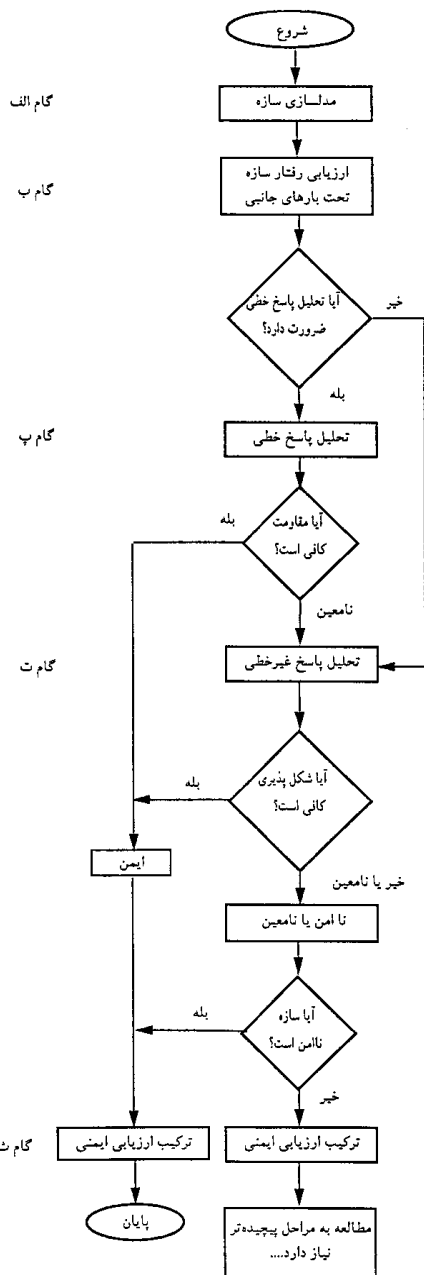 شروع
گام الف
مدلسازی سازه
گام ب
ارزیابی رفتار سازه
تحت بارهای جانبی
آیا تحلیل پاسخ خطی
ضرورت دارد؟
خیر
بله
گام پ
تحلیل پاسخ خطی
آیا مقاومت
کافی است؟
بله
نامعین
گام ت
تحلیل پاسخ غیرخطی
آیا شکل پذیری
کافی است؟
بله
ایمن
خیر یا نامعین
نا امن یا نامعین
آیا سازه
ناامن است؟
بله
خیر
گام ث
ترکیب ارزیابی ایمنی
ترکیب ارزیابی ایمنی
پایان
مطالعه به مراحل پیچیده‌تر
نیاز دارد....